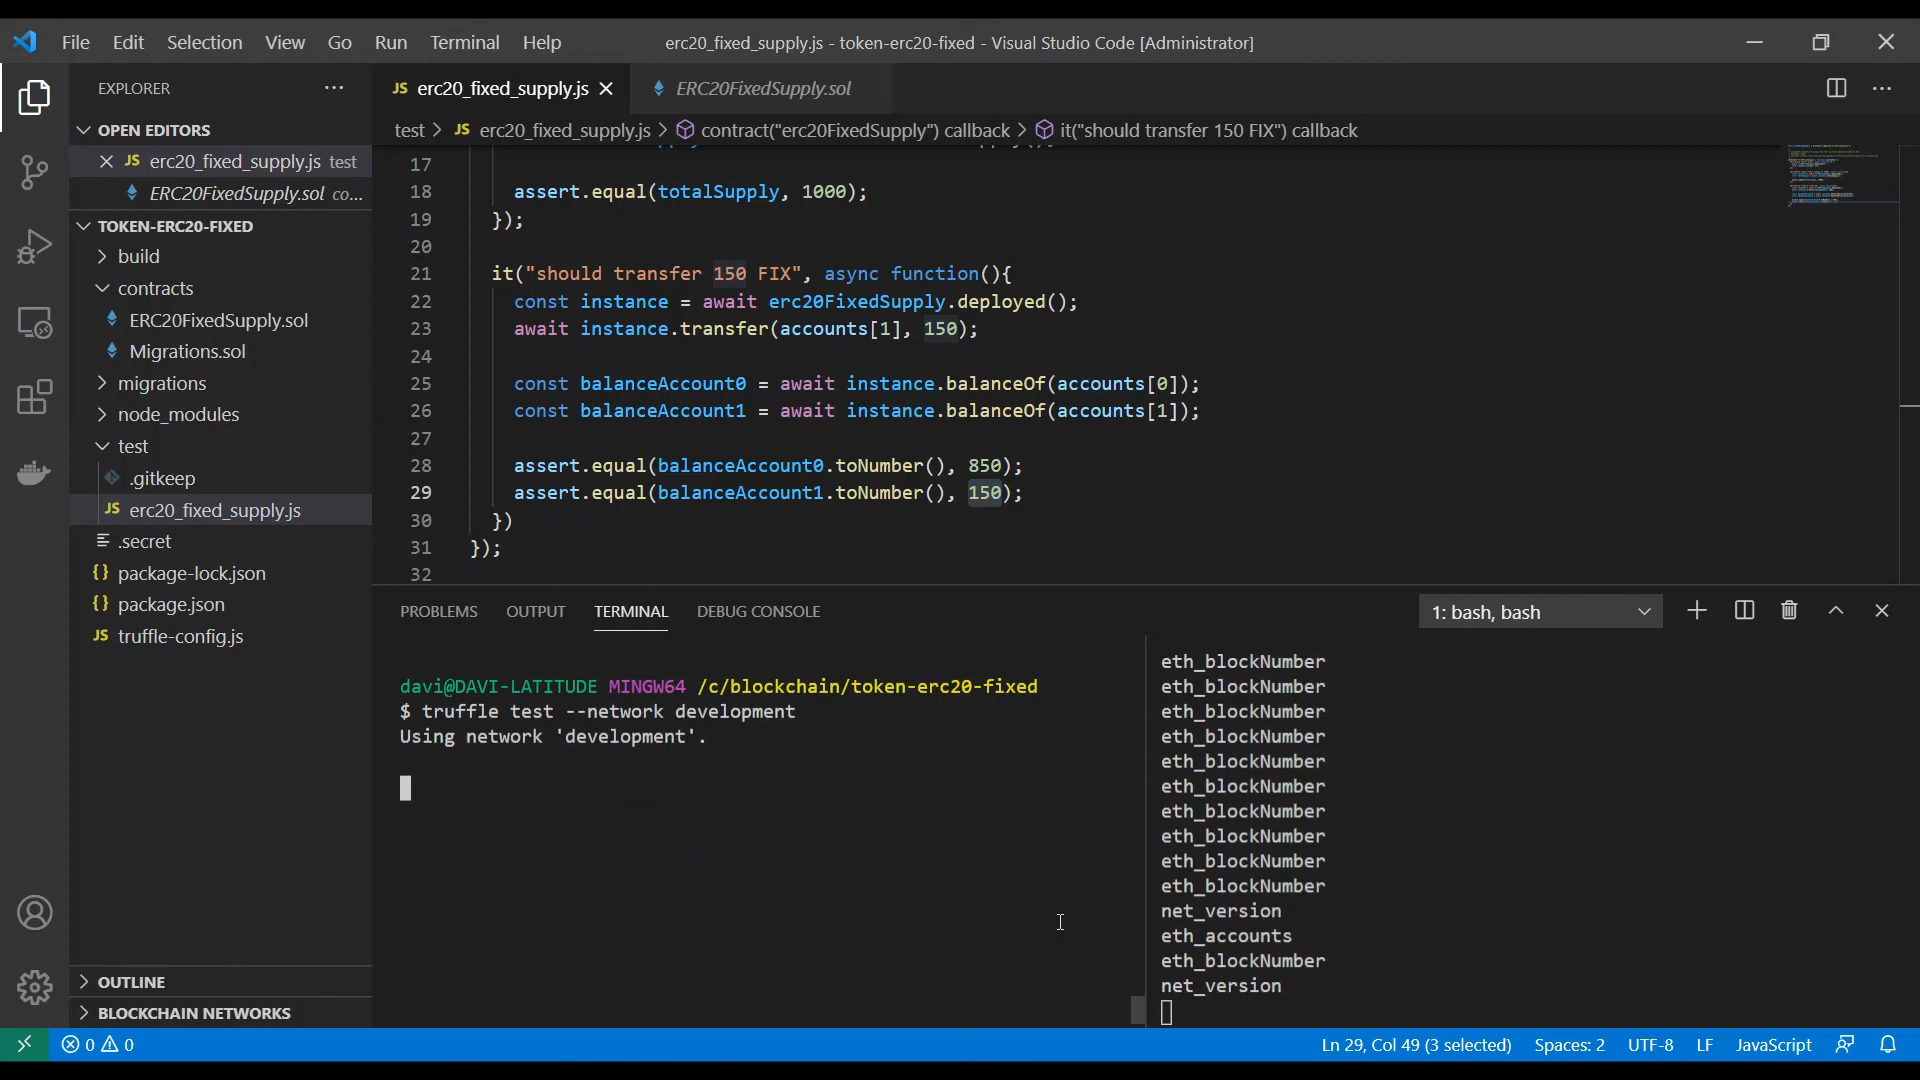 File Edit Selection View Go Run Terminal Help
erc20_fixed_supply.js - token-erc20-fixed - Visual Studio Code [Administrator]
EXPLORER
OPEN EDITORS
JS erc20_fixed_supply.js test
ERC20FixedSupply.sol co...
TOKEN-ERC20-FIXED
build
contracts
ERC20FixedSupply.sol
Migrations.sol
migrations
node_modules
test
.gitkeep
JS erc20_fixed_supply.js
.secret
{} package-lock.json
{} package.json
JS truffle-config.js
OUTLINE
BLOCKCHAIN NETWORKS
JS erc20_fixed_supply.js
ERC20FixedSupply.sol
test > JS erc20_fixed_supply.js > contract("erc20FixedSupply") callback > it("should transfer 150 FIX") callback
17
18 assert.equal(totalSupply, 1000);
19 });
20
21 it("should transfer 150 FIX", async function(){
22 const instance = await erc20FixedSupply.deployed();
23 await instance.transfer(accounts[1], 150);
24
25 const balanceAccount0 = await instance.balanceOf(accounts[0]);
26 const balanceAccount1 = await instance.balanceOf(accounts[1]);
27
28 assert.equal(balanceAccount0.toNumber(), 850);
29 assert.equal(balanceAccount1.toNumber(), 150);
30 })
31 });
32
PROBLEMS OUTPUT TERMINAL DEBUG CONSOLE
1: bash, bash
davi@DAVI-LATITUDE MINGW64 /c/blockchain/token-erc20-fixed
$ truffle test --network development
Using network 'development'.
eth_blockNumber
eth_blockNumber
eth_blockNumber
eth_blockNumber
eth_blockNumber
eth_blockNumber
eth_blockNumber
eth_blockNumber
eth_blockNumber
eth_blockNumber
net_version
eth_accounts
eth_blockNumber
net_version
0 0
Ln 29, Col 49 (3 selected) Spaces: 2 UTF-8 LF JavaScript